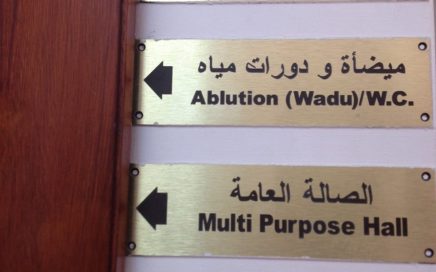 ميضأة و دورات مياه
Ablution (Wadu)/W.C.
الصالة العامة
Multi Purpose Hall